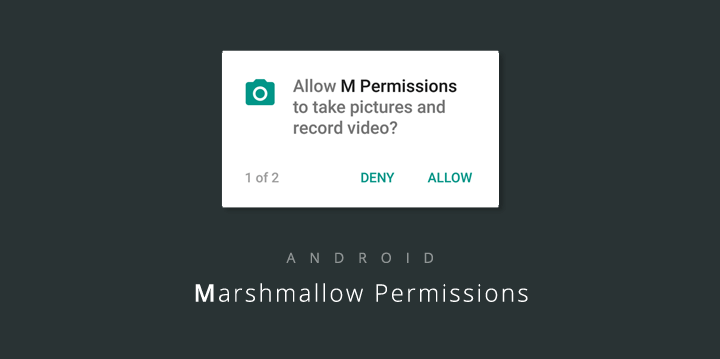 Allow M Permissions
to take pictures and
record video?
1 of 2 DENY ALLOW
ANDROID
Marshmallow Permissions